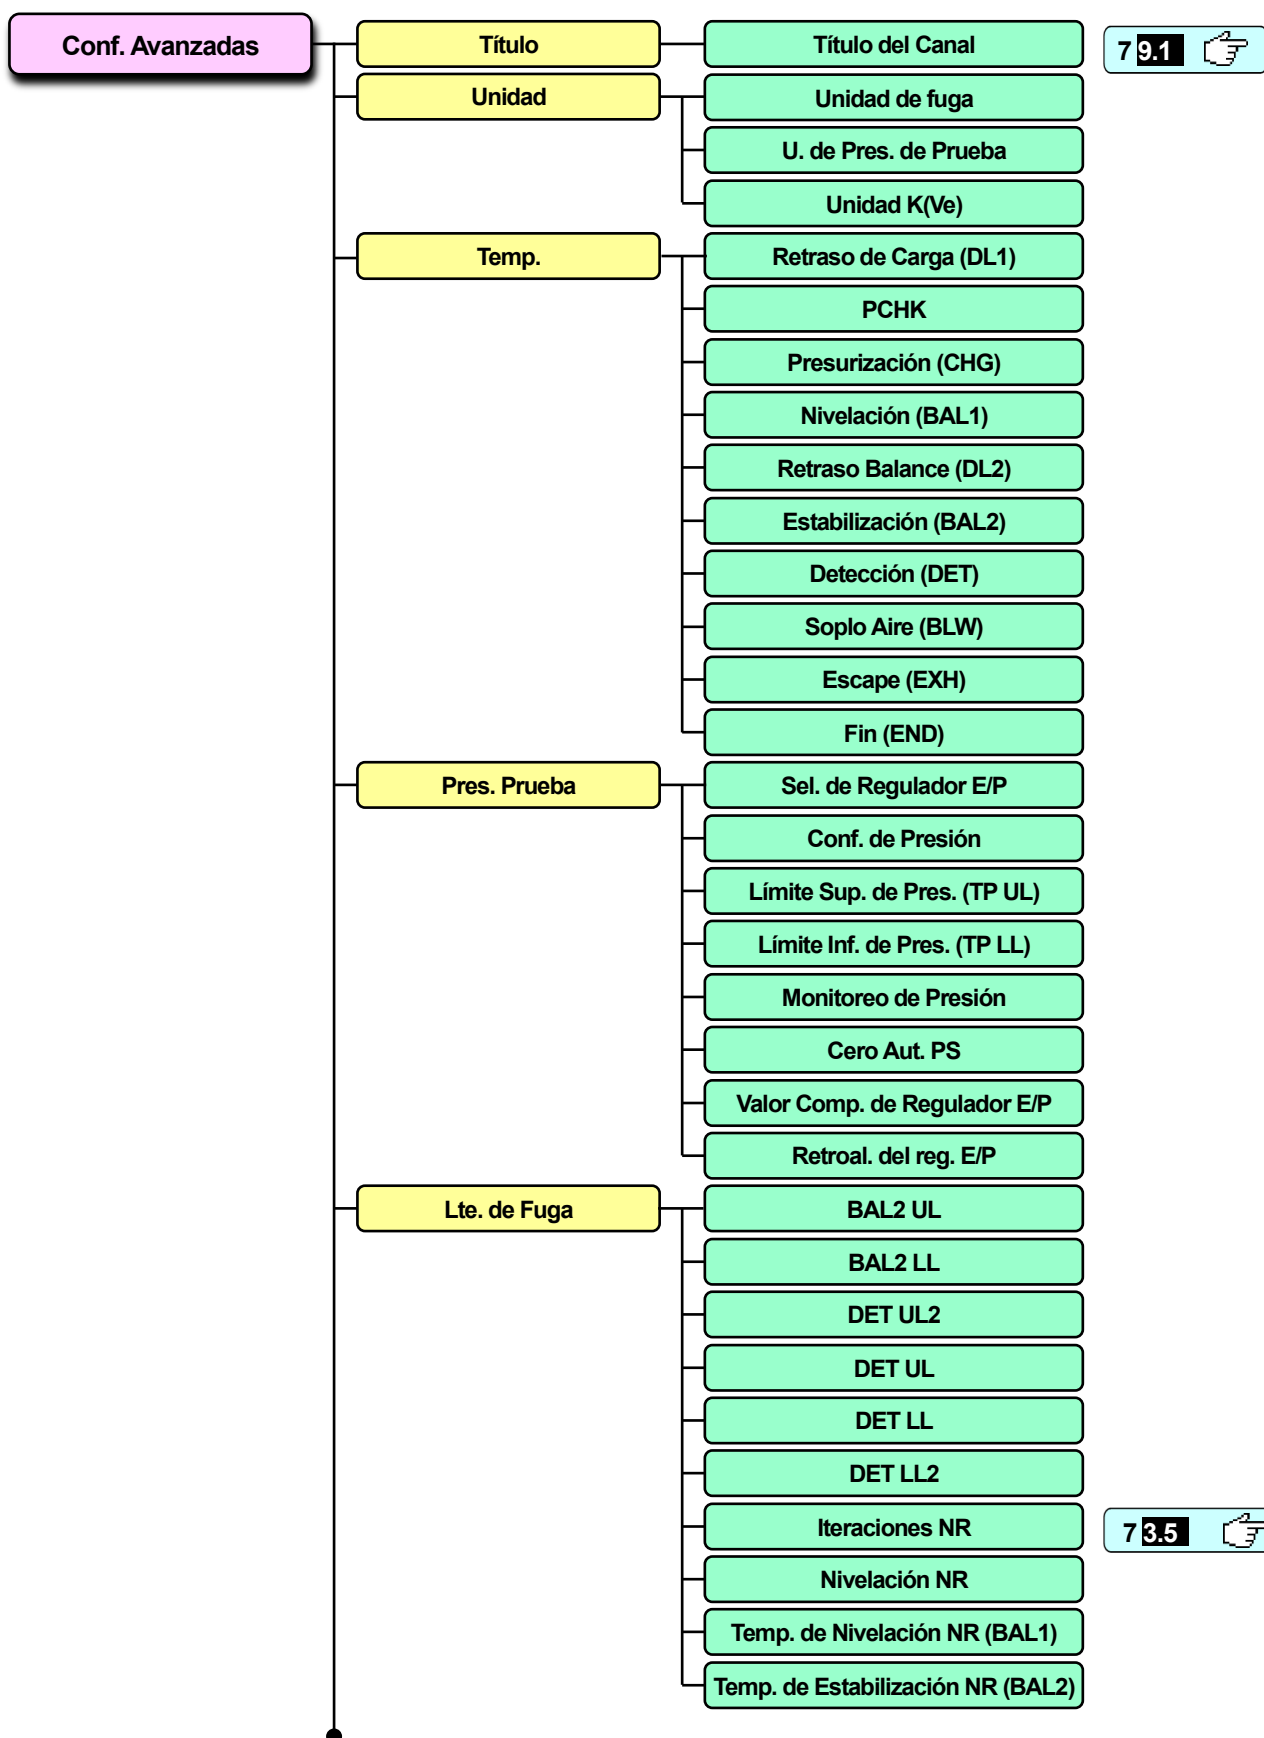 Conf. Avanzadas
Título
Título del Canal
7 9.1
Unidad
Unidad de fuga
U. de Pres. de Prueba
Unidad K(Ve)
Temp.
Retraso de Carga (DL1)
PCHK
Presurización (CHG)
Nivelación (BAL1)
Retraso Balance (DL2)
Estabilización (BAL2)
Detección (DET)
Soplo Aire (BLW)
Escape (EXH)
Fin (END)
Pres. Prueba
Sel. de Regulador E/P
Conf. de Presión
Límite Sup. de Pres. (TP UL)
Límite Inf. de Pres. (TP LL)
Monitoreo de Presión
Cero Aut. PS
Valor Comp. de Regulador E/P
Retroal. del reg. E/P
Lte. de Fuga
BAL2 UL
BAL2 LL
DET UL2
DET UL
DET LL
DET LL2
Iteraciones NR
7 3.5
Nivelación NR
Temp. de Nivelación NR (BAL1)
Temp. de Estabilización NR (BAL2)